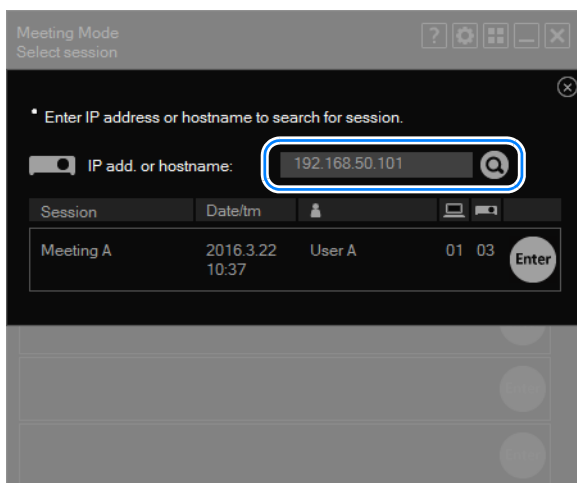 Meeting Mode
Select session
?
• Enter IP address or hostname to search for session.
IP add. or hostname: 192.168.50.101
Session Date/tm
Meeting A 2016.3.22 10:37 User A 01 03 Enter